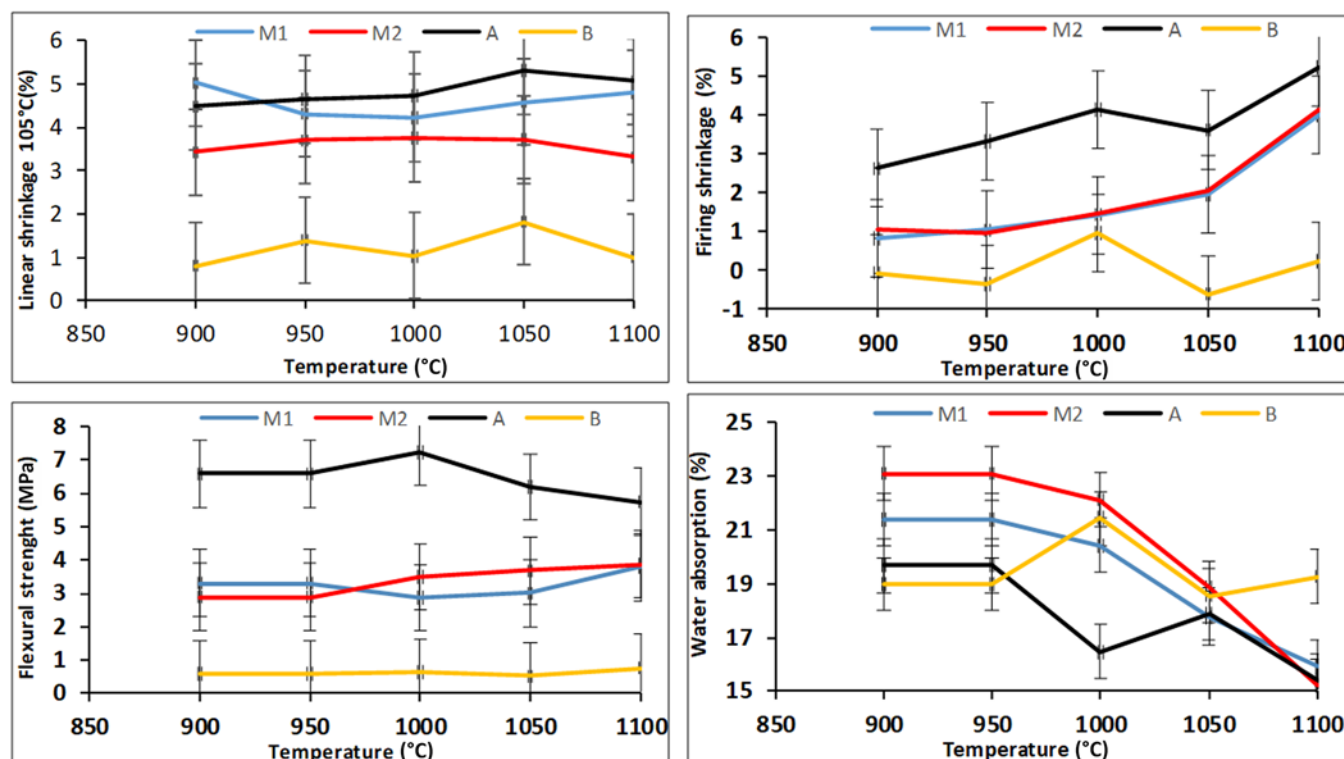 M1 M2 A B
Linear shrinkage 105°C(%)
6
5
4
3
2
1
0
850 900 950 1000 1050 1100
Temperature (°C)
M1 M2 A B
Firing shrinkage (%)
6
5
4
3
2
1
0
-1
850 900 950 1000 1050 1100
Temperature (°C)
M1 M2 A B
Flexural strenght (MPa)
8
7
6
5
4
3
2
1
0
850 900 950 1000 1050 1100
Temperature (°C)
M1 M2 A B
Water absorption (%)
25
23
21
19
17
15
850 900 950 1000 1050 1100
Temperature (°C)